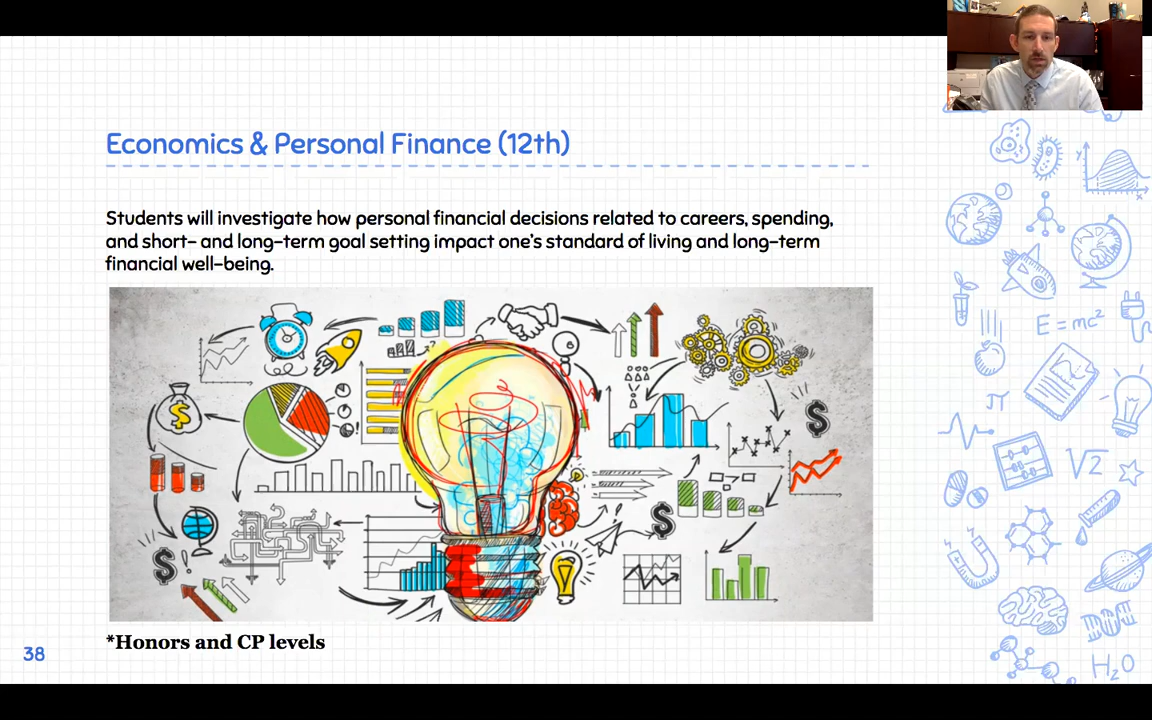 Economics & Personal Finance (12th)
Students will investigate how personal financial decisions related to careers, spending,
and short- and long-term goal setting impact one's standard of living and long-term
financial well-being.
$
$
$
$
!
y
x
E = mc²
π
√2
H₂O
*Honors and CP levels
38